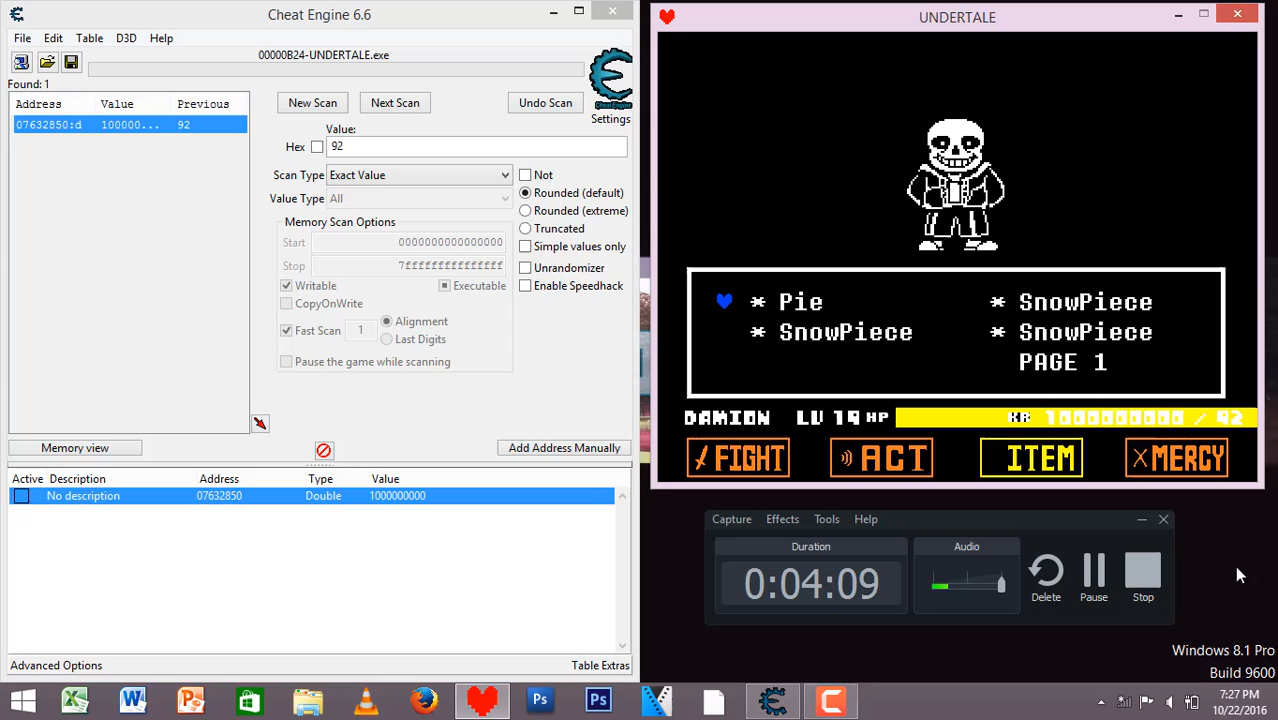 Cheat Engine 6.6
File Edit Table D3D Help
00000B24-UNDERTALE.exe
Found: 1
Address Value Previous
07632850:d 100000... 92
New Scan Next Scan Undo Scan
Cheat Engine
Settings
Value:
Hex 92
Scan Type Exact Value Not
Value Type All Rounded (default)
Memory Scan Options Rounded (extreme)
Start 0000000000000000 Truncated
Stop 7fffffffffffffff Simple values only
Unrandomizer
Writable Executable Enable Speedhack
CopyOnWrite
Fast Scan 1 Alignment
Last Digits
Pause the game while scanning
Memory view Add Address Manually
Active Description Address Type Value
No description 07632850 Double 1000000000
Advanced Options Table Extras
UNDERTALE
* Pie * SnowPiece
* SnowPiece * SnowPiece
PAGE 1
DAMION LV 19 HP KR 1000000000 / 92
FIGHT ACT ITEM MERCY
Capture Effects Tools Help
Duration Audio
0:04:09
Delete Pause Stop
Windows 8.1 Pro
Build 9600
7:27 PM
10/22/2016